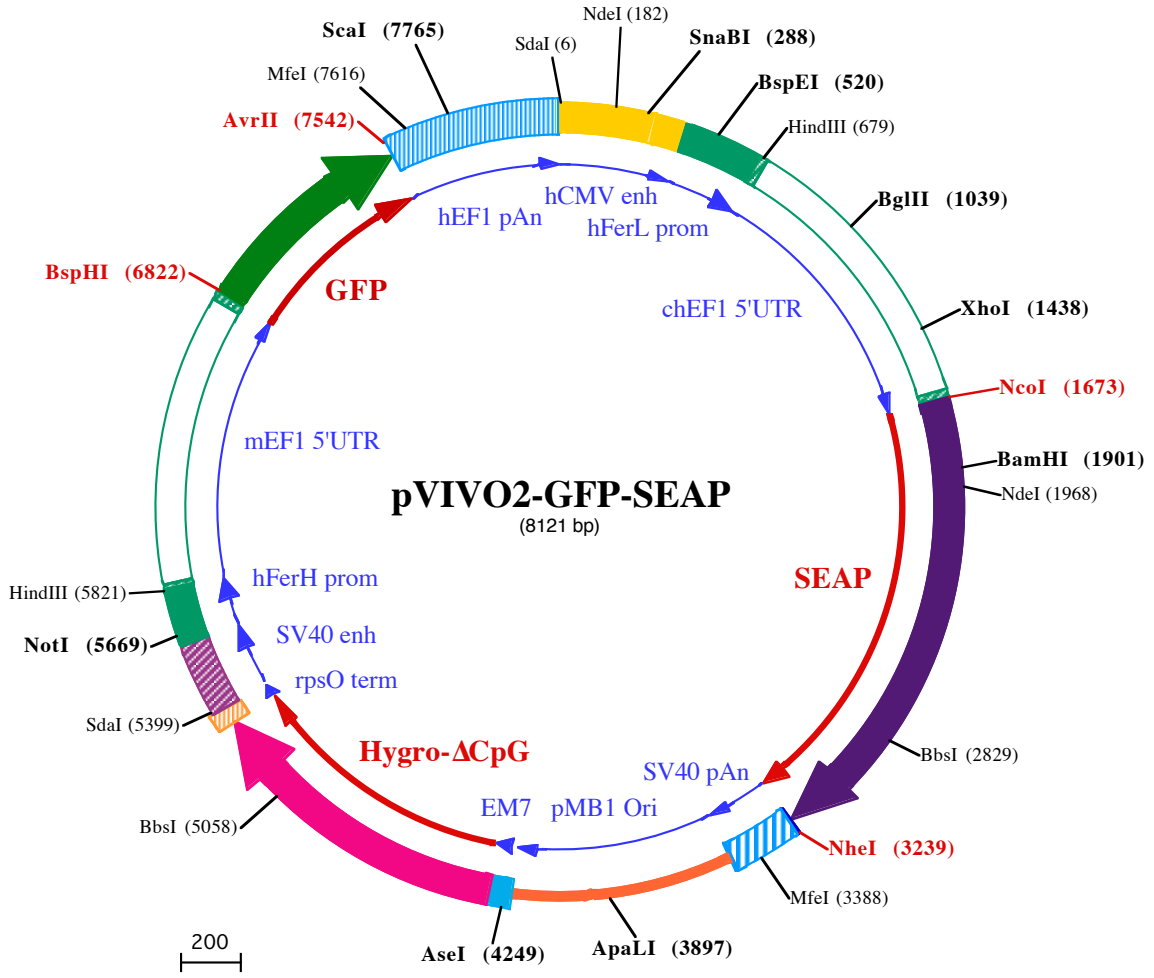 ScaI (7765)
NdeI (182)
SdaI (6)
SnaBI (288)
MfeI (7616)
BspEI (520)
AvrII (7542)
HindIII (679)
hCMV enh
hEF1 pAn
hFerL prom
BglII (1039)
BspHI (6822)
GFP
chEF1 5'UTR
XhoI (1438)
NcoI (1673)
mEF1 5'UTR
BamHI (1901)
pVIVO2-GFP-SEAP
NdeI (1968)
(8121 bp)
SEAP
hFerH prom
HindIII (5821)
SV40 enh
NotI (5669)
rpsO term
SdaI (5399)
Hygro-ΔCpG
BbsI (2829)
SV40 pAn
EM7
pMB1 Ori
BbsI (5058)
NheI (3239)
MfeI (3388)
AseI (4249)
ApaLI (3897)
200